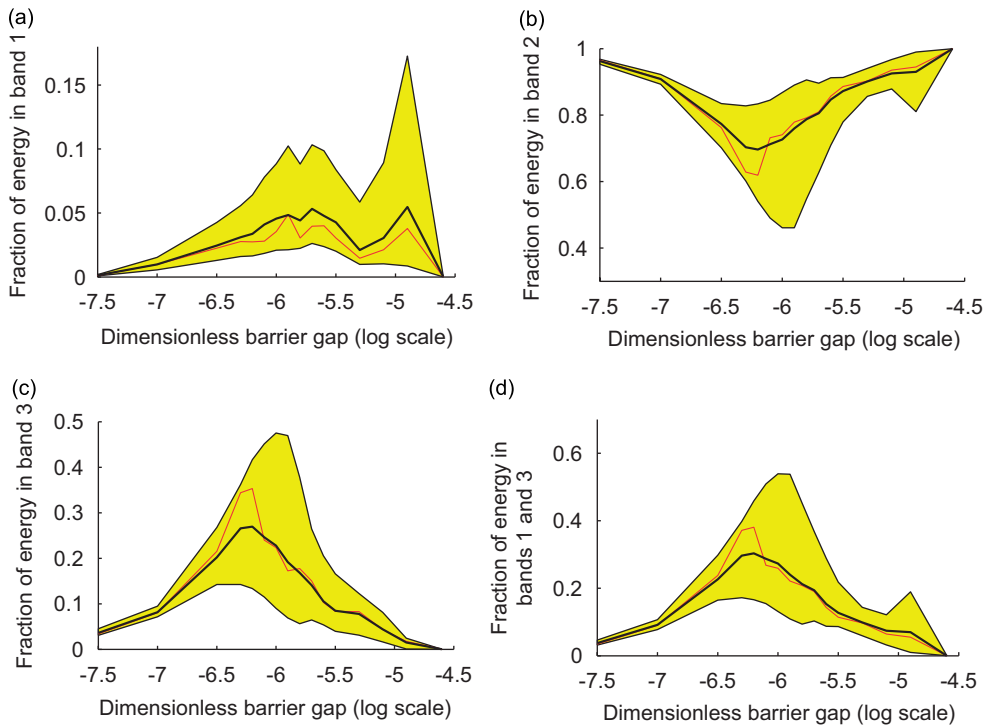 (a)
Fraction of energy in band 1
0.15
0.1
0.05
0
-7.5 -7 -6.5 -6 -5.5 -5 -4.5
Dimensionless barrier gap (log scale)
(b)
Fraction of energy in band 2
1
0.8
0.6
0.4
-7.5 -7 -6.5 -6 -5.5 -5 -4.5
Dimensionless barrier gap (log scale)
(c)
Fraction of energy in band 3
0.5
0.4
0.3
0.2
0.1
0
-7.5 -7 -6.5 -6 -5.5 -5 -4.5
Dimensionless barrier gap (log scale)
(d)
Fraction of energy in
bands 1 and 3
0.6
0.4
0.2
0
-7.5 -7 -6.5 -6 -5.5 -5 -4.5
Dimensionless barrier gap (log scale)